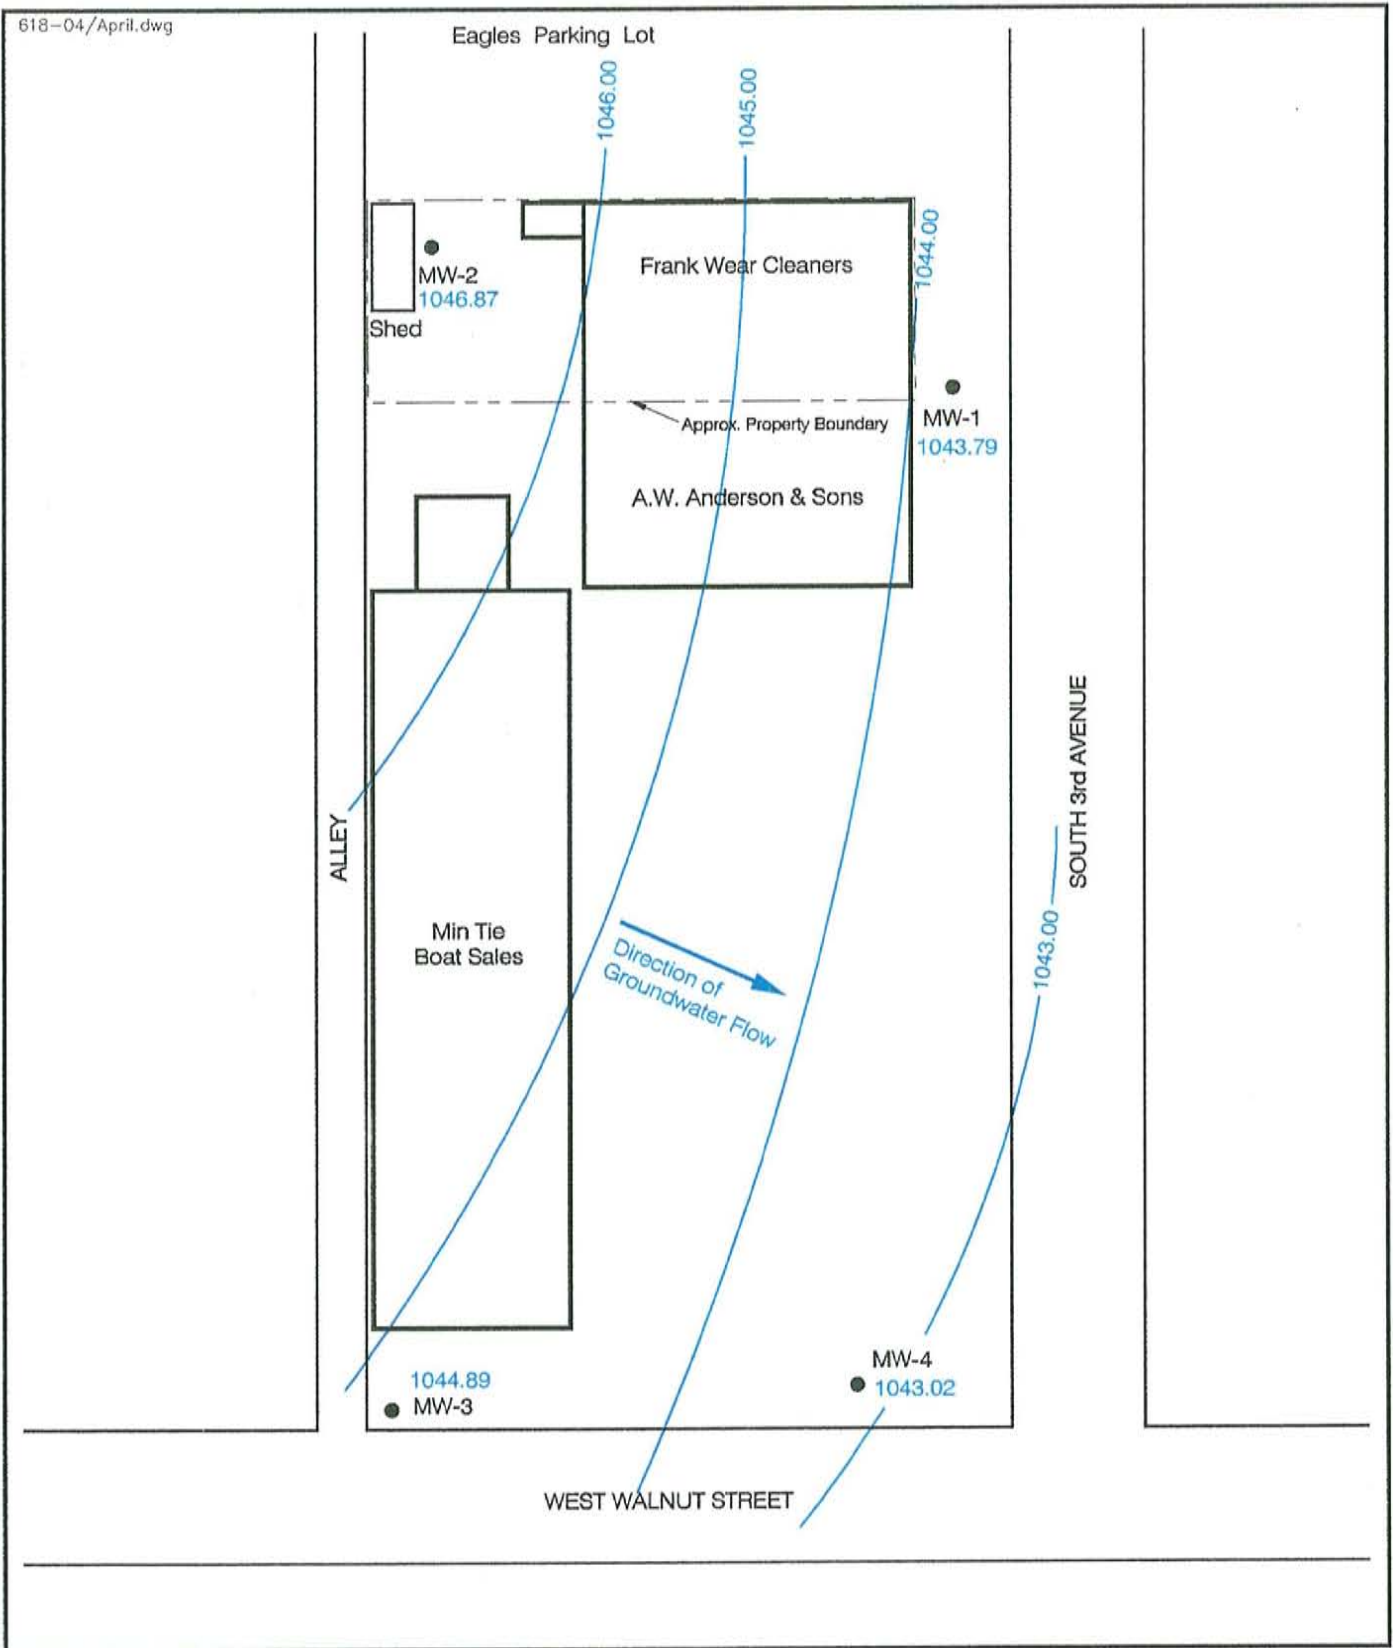 618-04/April.dwg
Eagles Parking Lot
1046.00
1045.00
1044.00
Frank Wear Cleaners
MW-2
1046.87
Shed
MW-1
1043.79
Approx. Property Boundary
A.W. Anderson & Sons
SOUTH 3rd AVENUE
ALLEY
Min Tie
Boat Sales
Direction of
Groundwater Flow
1043.00
MW-4
1043.02
1044.89
MW-3
WEST WALNUT STREET